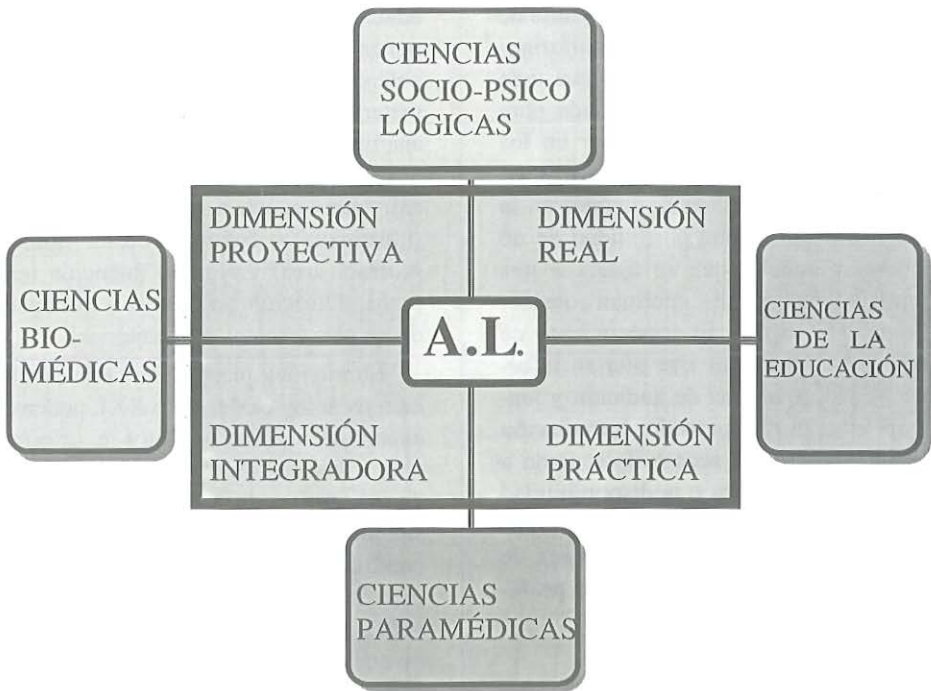 CIENCIAS
SOCIO-PSICO
LÓGICAS
DIMENSIÓN
PROYECTIVA
DIMENSIÓN
REAL
CIENCIAS
BIO-
MÉDICAS
A.L.
CIENCIAS
DE LA
EDUCACIÓN
DIMENSIÓN
INTEGRADORA
DIMENSIÓN
PRÁCTICA
CIENCIAS
PARAMÉDICAS